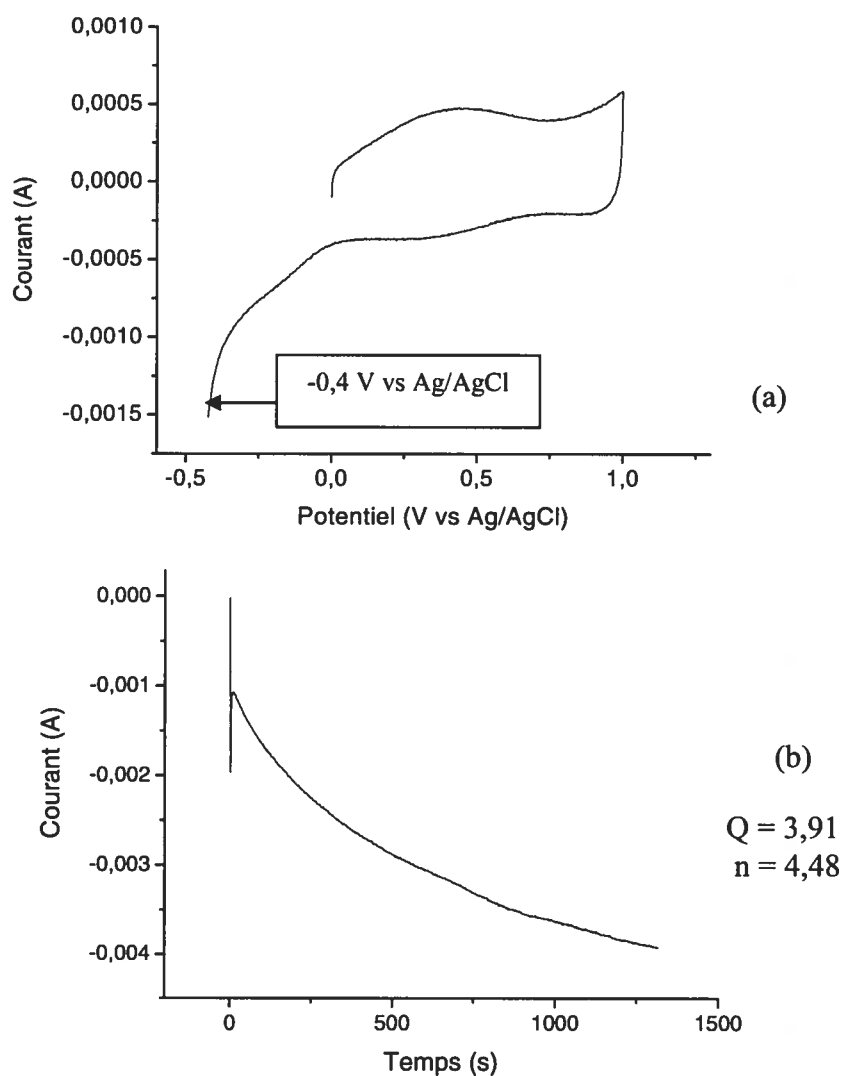 0,0010
0,0005
0,0000
-0,0005
-0,0010
-0,0015
Courant (A)
-0,4 V vs Ag/AgCl
(a)
-0,5
0,0
0,5
1,0
Potentiel (V vs Ag/AgCl)
0,000
-0,001
-0,002
-0,003
-0,004
Courant (A)
(b)
Q = 3,91
n = 4,48
0
500
1000
1500
Temps (s)